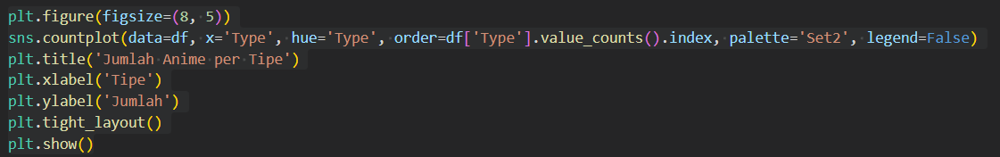 plt.figure(figsize=(8, 5))
sns.countplot(data=df, x='Type', hue='Type', order=df['Type'].value_counts().index, palette='Set2', legend=False)
plt.title('Jumlah Anime per Tipe')
plt.xlabel('Tipe')
plt.ylabel('Jumlah')
plt.tight_layout()
plt.show()